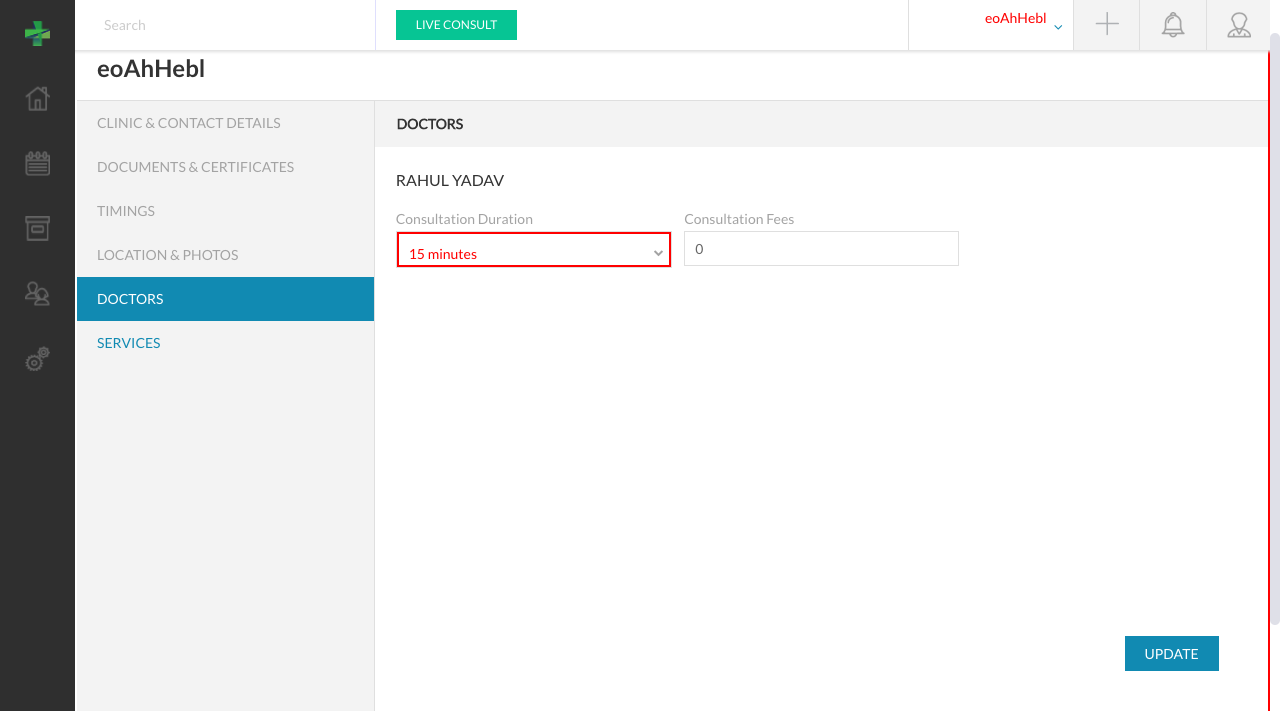 Search
LIVE CONSULT
eoAhHebl
eoAhHebl
CLINIC & CONTACT DETAILS
DOCUMENTS & CERTIFICATES
TIMINGS
LOCATION & PHOTOS
DOCTORS
SERVICES
DOCTORS
RAHUL YADAV
Consultation Duration
Consultation Fees
15 minutes
0
UPDATE